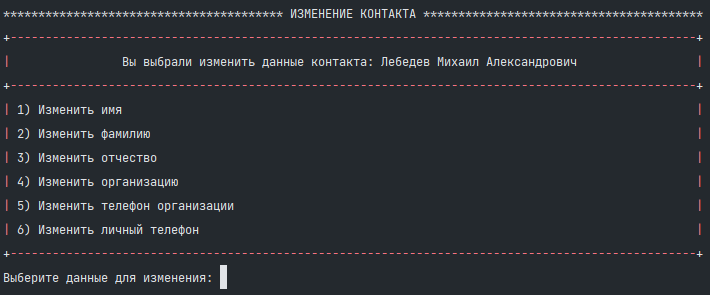 **************************************** ИЗМЕНЕНИЕ КОНТАКТА ****************************************
+--------------------------------------------------------------------------------------------------+
| Вы выбрали изменить данные контакта: Лебедев Михаил Александрович |
+--------------------------------------------------------------------------------------------------+
| 1) Изменить имя |
| 2) Изменить фамилию |
| 3) Изменить отчество |
| 4) Изменить организацию |
| 5) Изменить телефон организации |
| 6) Изменить личный телефон |
+--------------------------------------------------------------------------------------------------+
Выберите данные для изменения: